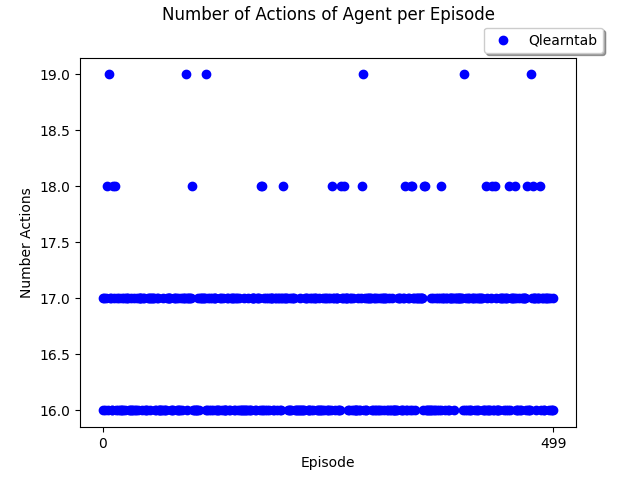 Number of Actions of Agent per Episode
Qlearntab
19.0
18.5
18.0
17.5
17.0
16.5
16.0
Number Actions
0 499
Episode